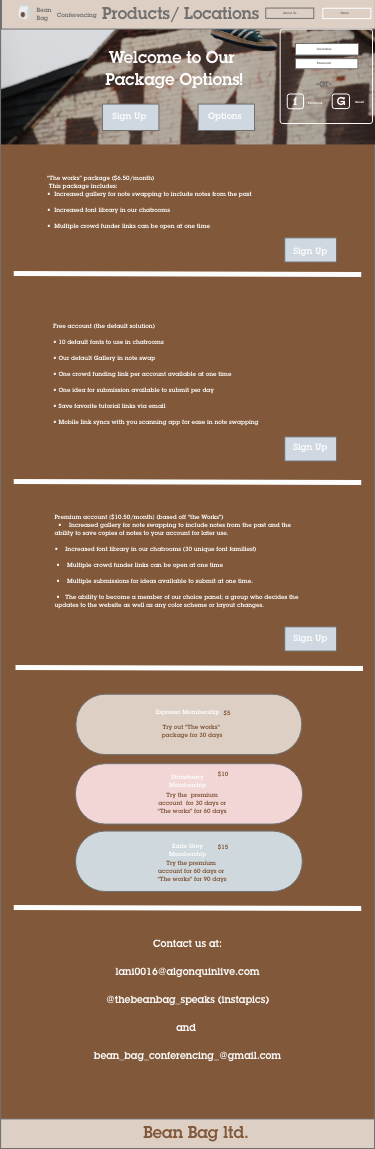 Bean Bag Conferencing Products/ Locations About Us
Welcome to Our
Package Options!
Sign Up Options
Username
Password
-OR-
f Facebook G Gmail
"The works" package ($6.50/month)
This package includes:
• Increased gallery for note swapping to include notes from the past
• Increased font library in our chatrooms
• Multiple crowd funder links can be open at one time
Sign Up
Free account (the default solution)
• 10 default fonts to use in chatrooms
• Our default Gallery in note swap
• One crowd funding link per account available at one time
• One idea for submission available to submit per day
• Save favorite tutorial links via email
• Mobile link syncs with you scanning app for ease in note swapping
Sign Up
Premium account ($10.50/month) (based off "the Works")
• Increased gallery for note swapping to include notes from the past and the
ability to save copies of notes to your account for later use.
• Increased font library in our chatrooms (30 unique font families!)
• Multiple crowd funder links can be open at one time
• Multiple submissions for ideas available to submit at one time.
• The ability to become a member of our choice panel; a group who decides the
updates to the website as well as any color scheme or layout changes.
Sign Up
Espresso Membership $5
Try out "The works"
package for 30 days
$10
Strawberry
Membership
Try the premium
account for 30 days or
"The works" for 60 days
Earle Grey $15
Membership
Try the premium
account for 60 days or
"The works" for 90 days
Contact us at:
lani0016@algonquinlive.com
@thebeanbag_speaks (instapics)
and
bean_bag_conferencing_@gmail.com
Bean Bag ltd.